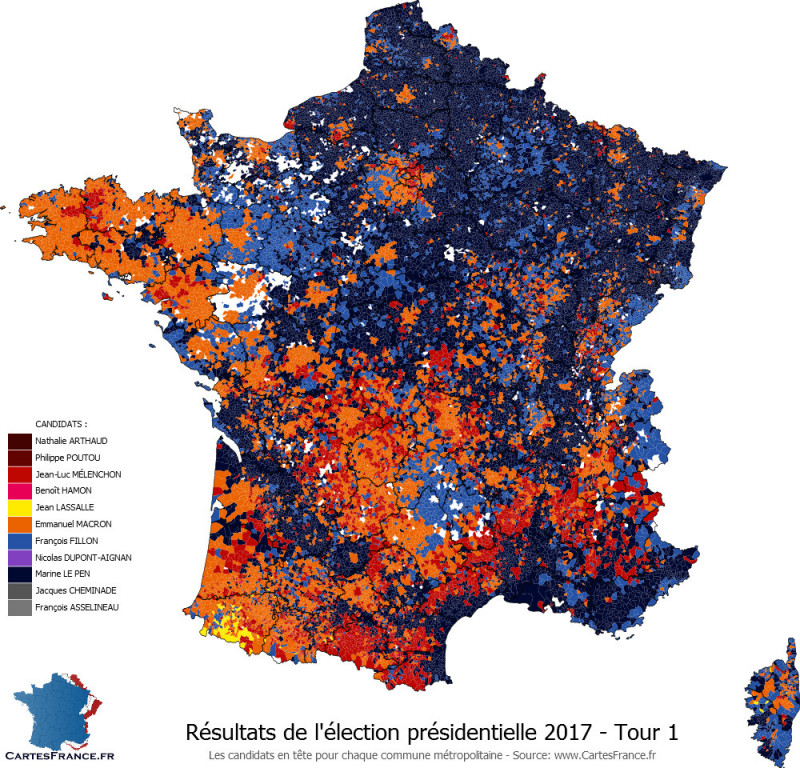 CANDIDATS :
Nathalie ARTHAUD
Philippe POUTOU
Jean-Luc MÉLENCHON
Benoît HAMON
Jean LASSALLE
Emmanuel MACRON
François FILLON
Nicolas DUPONT-AIGNAN
Marine LE PEN
Jacques CHEMINADE
François ASSELINEAU
Résultats de l'élection présidentielle 2017 - Tour 1
Les candidats en tête pour chaque commune métropolitaine - Source: www.CartesFrance.fr
CARTESFRANCE.FR